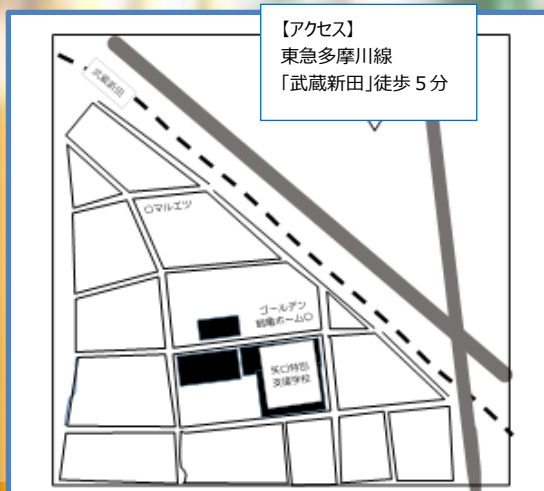 【アクセス】
東急多摩川線
「武蔵新田」徒歩５分
武蔵新田
○マルエツ
ゴールデン
鶴亀ホーム○
矢口特別
支援学校